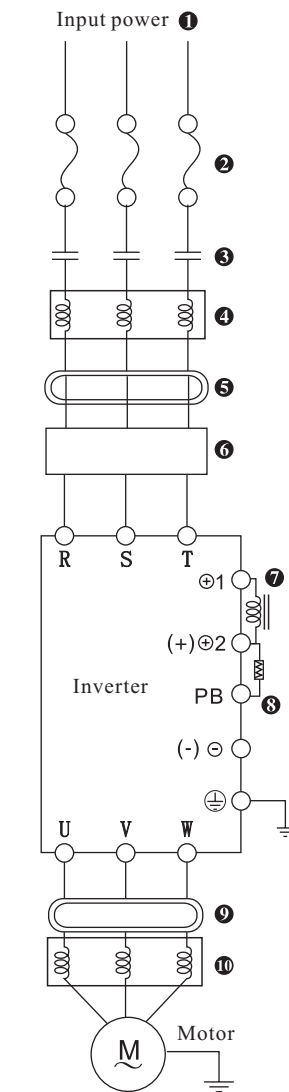 Input power ❶
❷
❸
❹
❺
❻
R S T
⊕1 ❼
(+)⊕2
Inverter
PB ❽
(-)⊖
U V W
❾
❿
Motor
M
~